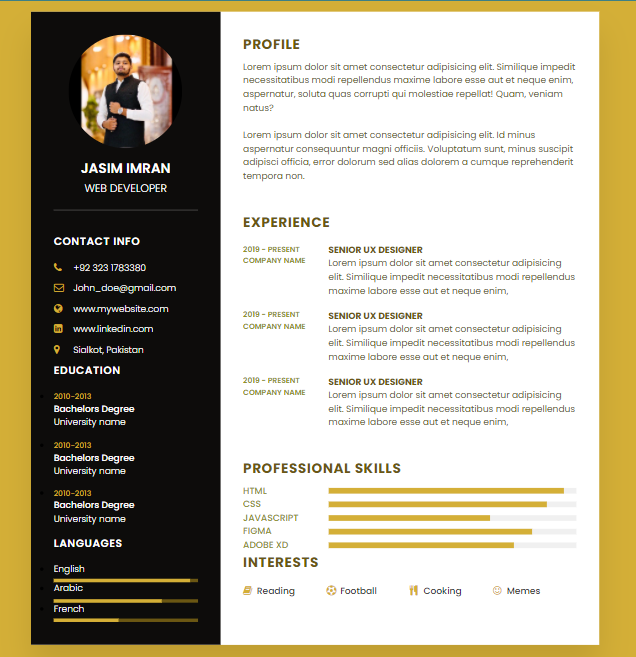 JASIM IMRAN
WEB DEVELOPER
CONTACT INFO
+92 323 1783380
John_doe@gmail.com
www.mywebsite.com
www.linkedin.com
Sialkot, Pakistan
EDUCATION
2010-2013
Bachelors Degree
University name
2010-2013
Bachelors Degree
University name
2010-2013
Bachelors Degree
University name
LANGUAGES
English
Arabic
French
PROFILE
Lorem ipsum dolor sit amet consectetur adipisicing elit. Similique impedit
necessitatibus modi repellendus maxime labore esse aut et neque enim,
aspernatur, soluta quas corrupti qui molestiae repellat! Quam, veniam
natus?
Lorem ipsum dolor sit amet consectetur adipisicing elit. Id minus
aspernatur consequuntur magni officiis. Voluptatum sunt, minus suscipit
adipisci officia, error dolorum sed alias dolorem a cumque reprehenderit
tempora non.
EXPERIENCE
2019 - PRESENT
COMPANY NAME
SENIOR UX DESIGNER
Lorem ipsum dolor sit amet consectetur adipisicing
elit. Similique impedit necessitatibus modi repellendus
maxime labore esse aut et neque enim,
2019 - PRESENT
COMPANY NAME
SENIOR UX DESIGNER
Lorem ipsum dolor sit amet consectetur adipisicing
elit. Similique impedit necessitatibus modi repellendus
maxime labore esse aut et neque enim,
2019 - PRESENT
COMPANY NAME
SENIOR UX DESIGNER
Lorem ipsum dolor sit amet consectetur adipisicing
elit. Similique impedit necessitatibus modi repellendus
maxime labore esse aut et neque enim,
PROFESSIONAL SKILLS
HTML
CSS
JAVASCRIPT
FIGMA
ADOBE XD
INTERESTS
Reading Football Cooking Memes